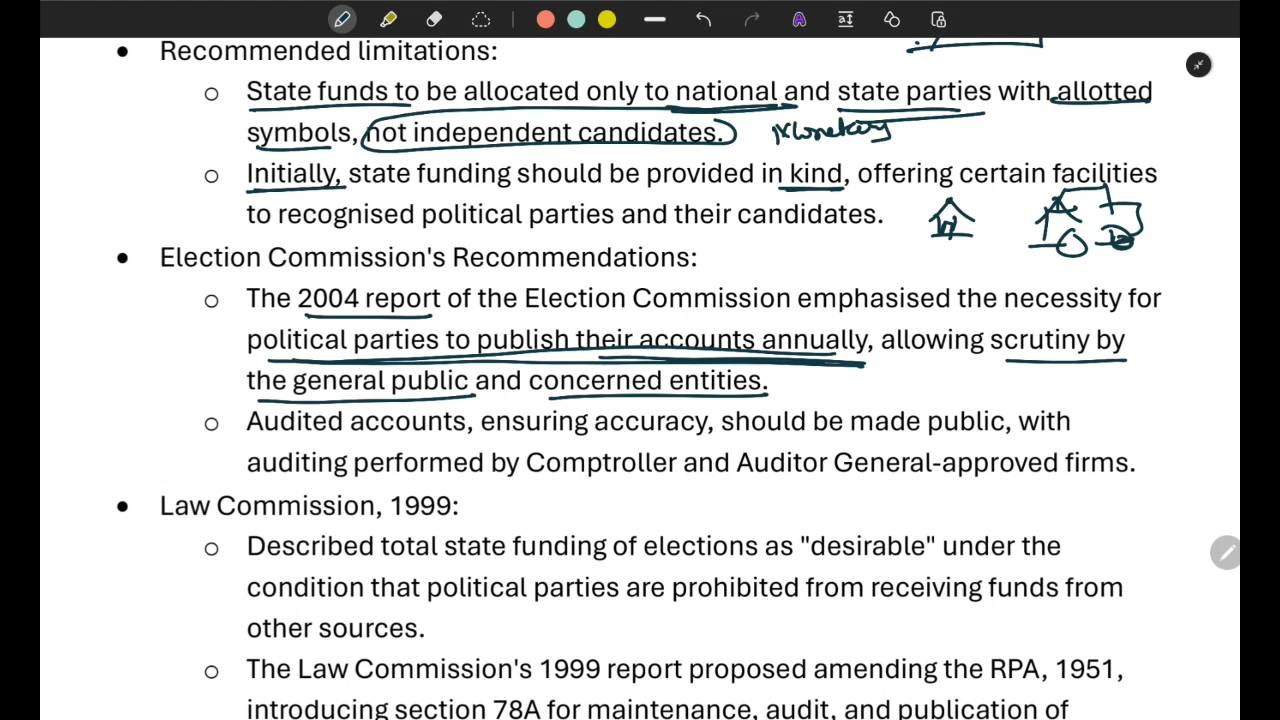 • Recommended limitations:
o State funds to be allocated only to national and state parties with allotted
symbols, not independent candidates. Monetary
o Initially, state funding should be provided in kind, offering certain facilities
to recognised political parties and their candidates.
• Election Commission's Recommendations:
o The 2004 report of the Election Commission emphasised the necessity for
political parties to publish their accounts annually, allowing scrutiny by
the general public and concerned entities.
o Audited accounts, ensuring accuracy, should be made public, with
auditing performed by Comptroller and Auditor General-approved firms.
• Law Commission, 1999:
o Described total state funding of elections as "desirable" under the
condition that political parties are prohibited from receiving funds from
other sources.
o The Law Commission's 1999 report proposed amending the RPA, 1951,
introducing section 78A for maintenance, audit, and publication of